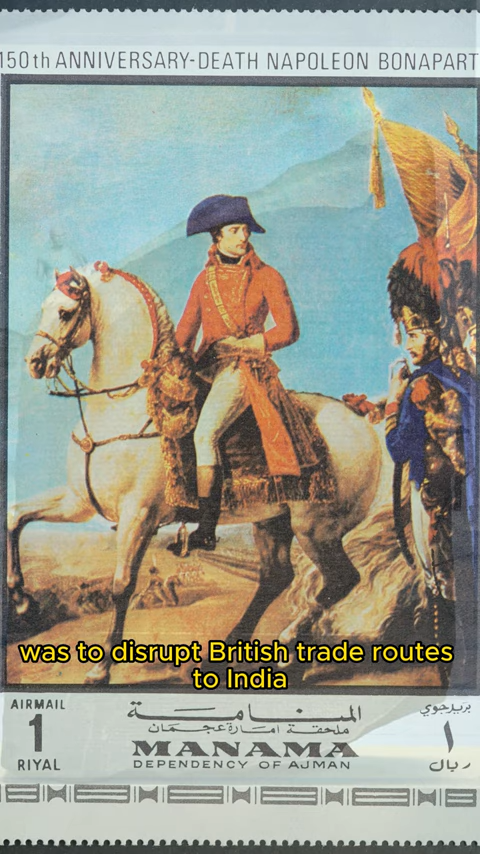 150th ANNIVERSARY-DEATH NAPOLEON BONAPART
was to disrupt British trade routes
to India
AIRMAIL
1
RIYAL
المنامة
ملحقة امارة عجمان
MANAMA
DEPENDENCY OF AJMAN
بريد جوي
١
ريال